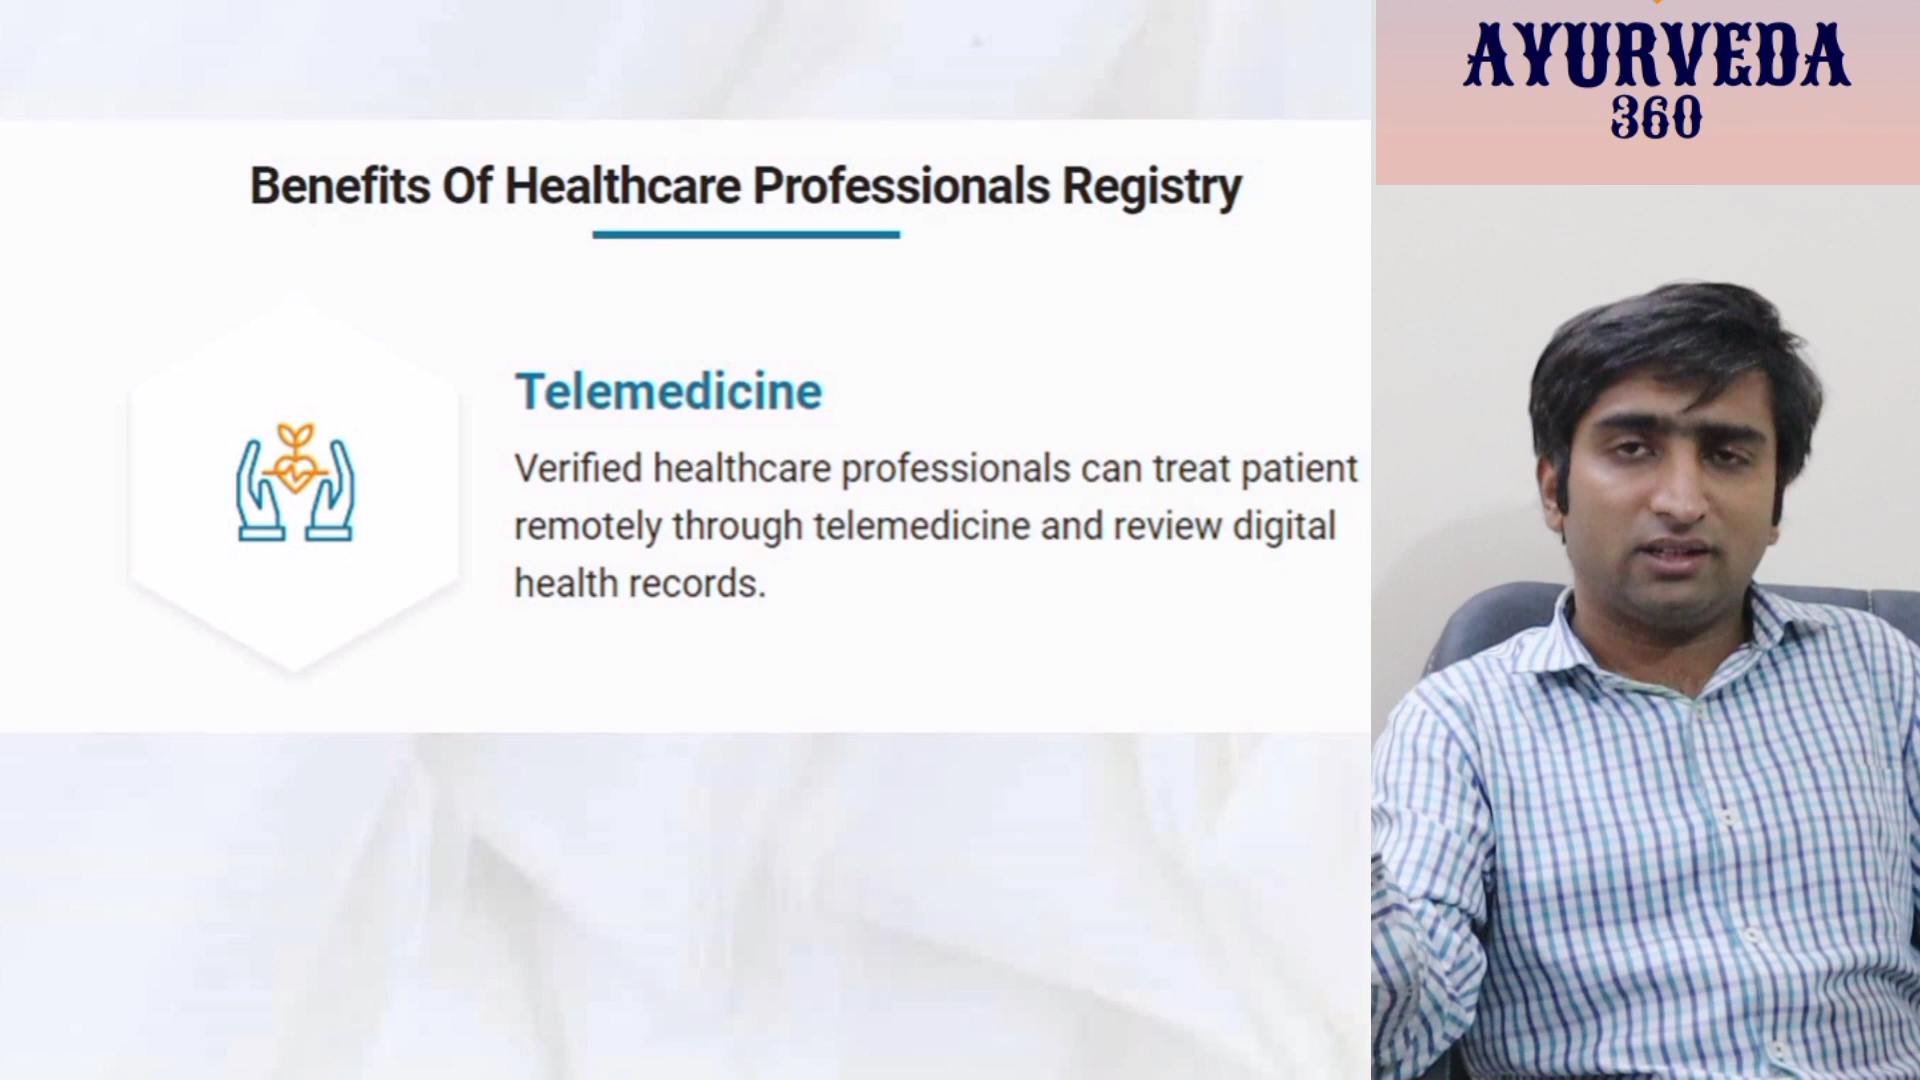 AYURVEDA
360
Benefits Of Healthcare Professionals Registry
Telemedicine
Verified healthcare professionals can treat patient
remotely through telemedicine and review digital
health records.